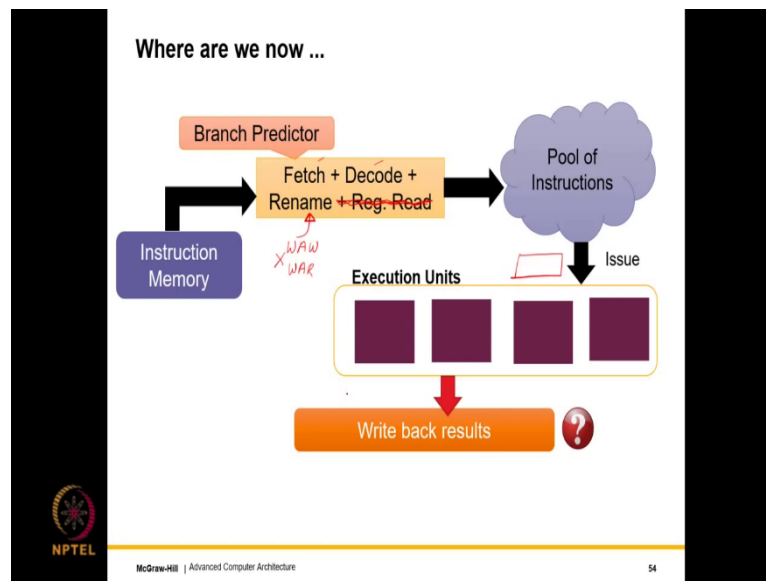 Where are we now ...
Branch Predictor
Fetch + Decode +
Rename + Reg. Read
Pool of
Instructions
Instruction
Memory
X WAW
WAR
Issue
Execution Units
Write back results
?
NPTEL
McGraw-Hill | Advanced Computer Architecture
54